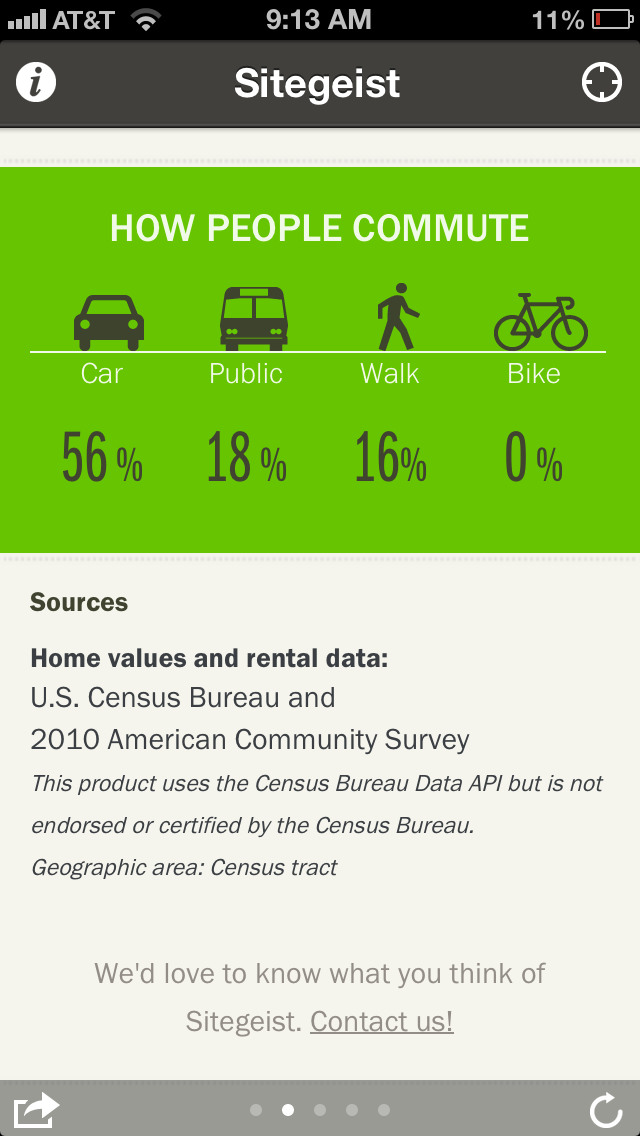 AT&T 9:13 AM 11%
i Sitegeist
HOW PEOPLE COMMUTE
Car Public Walk Bike
56 % 18 % 16% 0 %
Sources
Home values and rental data:
U.S. Census Bureau and
2010 American Community Survey
This product uses the Census Bureau Data API but is not
endorsed or certified by the Census Bureau.
Geographic area: Census tract
We'd love to know what you think of
Sitegeist. Contact us!